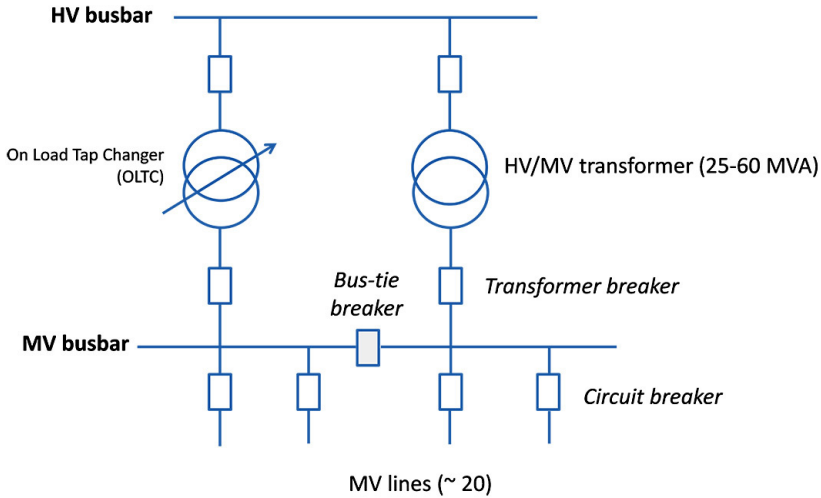 HV busbar
On Load Tap Changer
(OLTC)
HV/MV transformer (25-60 MVA)
Bus-tie
breaker
Transformer breaker
MV busbar
Circuit breaker
MV lines (~ 20)